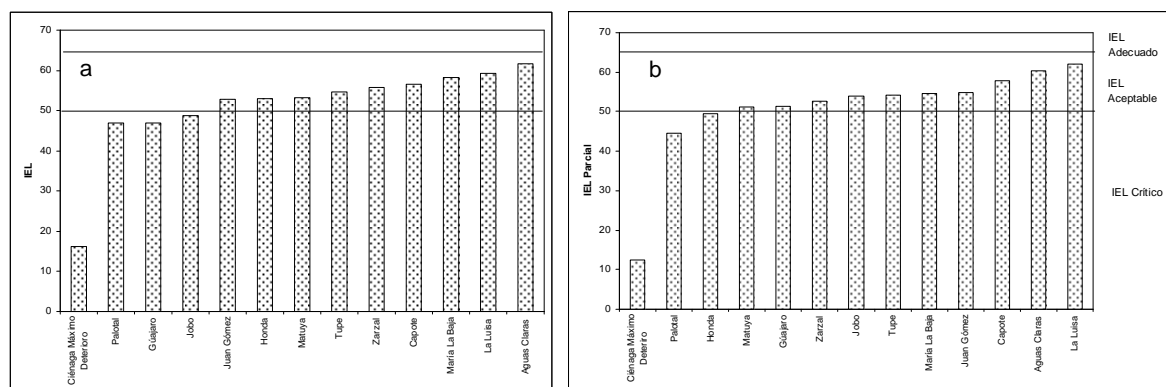 a
IEL
70
60
50
40
30
20
10
0
Ciénaga Máximo
Deterioro
Palotal
Gúajaro
Jobo
Juan Gómez
Honda
Matuya
Tupe
Zarzal
Capote
María La Baja
La Luisa
Aguas Claras
b
IEL Parcial
70
60
50
40
30
20
10
0
Ciénaga Máximo
Deteriro
Palotal
Honda
Matuya
Gúajaro
Zarzal
Jobo
Tupe
María La Baja
Juan Gómez
Capote
Aguas Claras
La Luisa
IEL
Adecuado
IEL
Aceptable
IEL Crítico